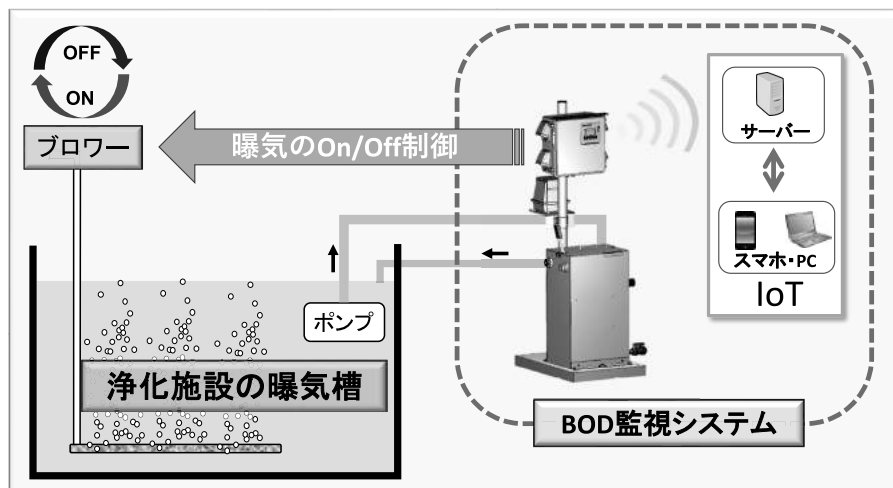 OFF
ON
ブロワー
曝気のOn/Off制御
サーバー
スマホ・PC
IoT
ポンプ
浄化施設の曝気槽
BOD監視システム